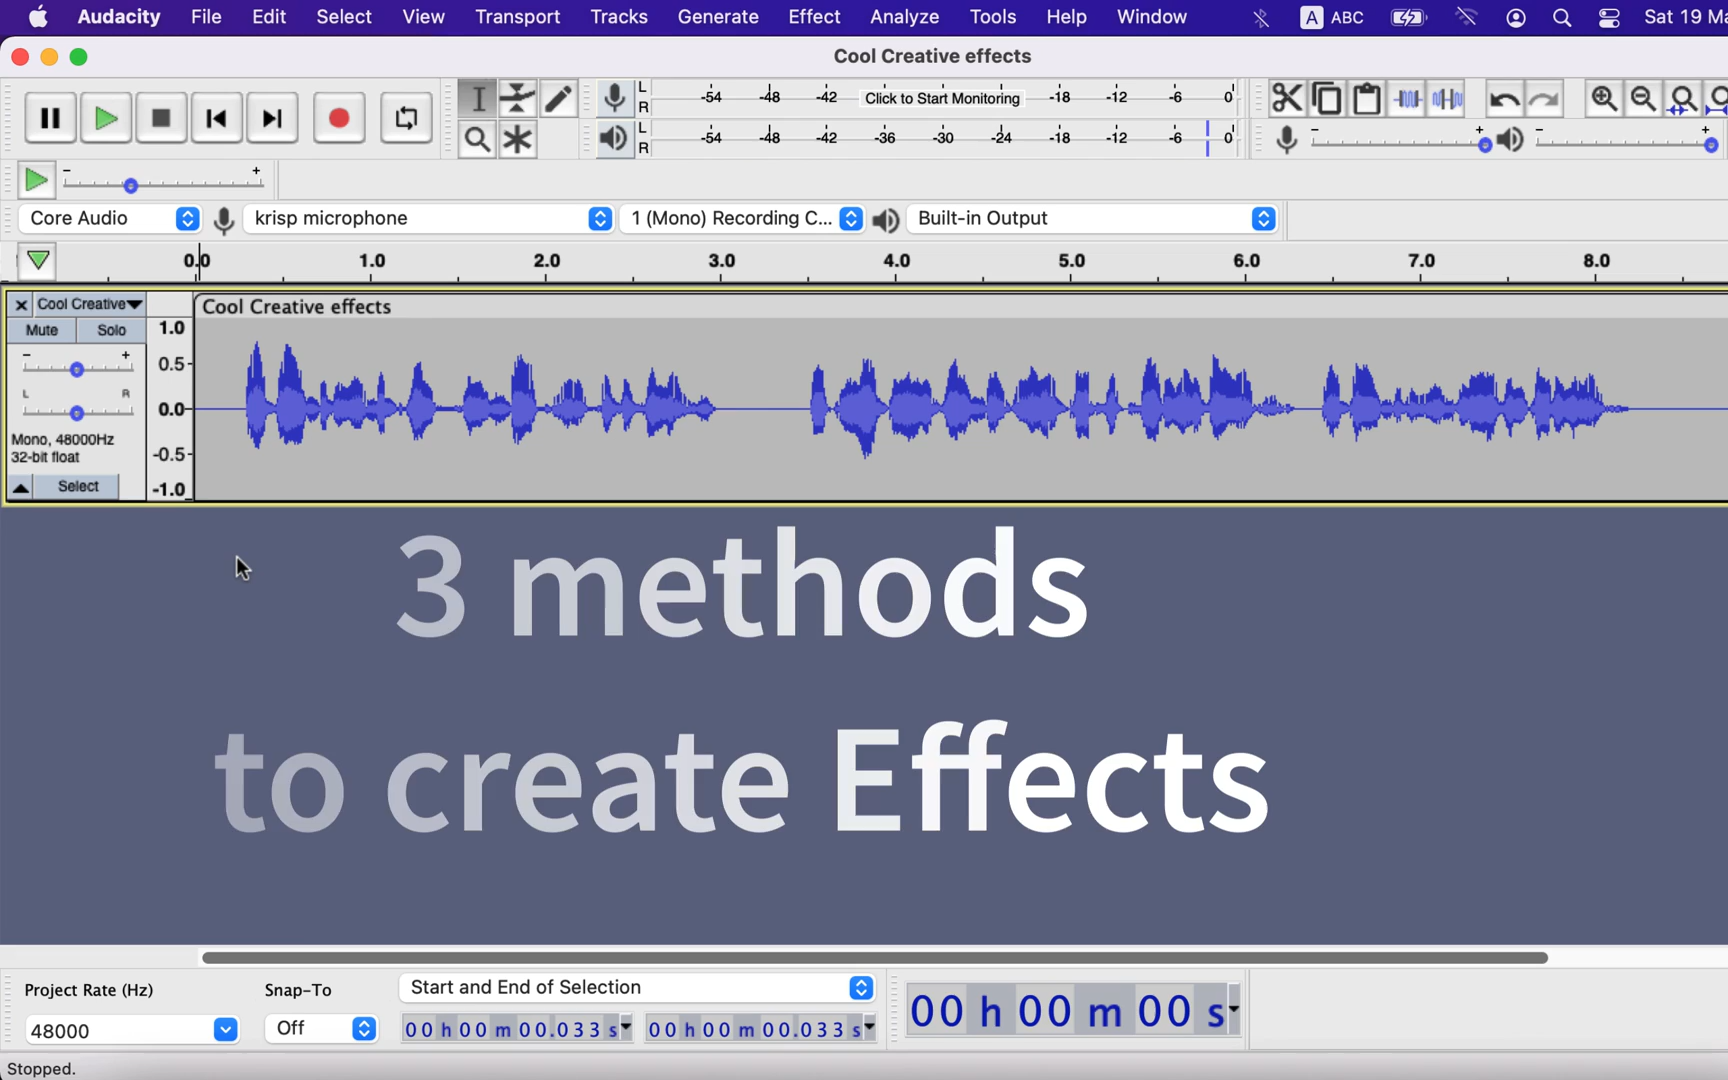 Audacity File Edit Select View Transport Tracks Generate Effect Analyze Tools Help Window A ABC Sat 19
Cool Creative effects
L
R
-54 -48 -42 Click to Start Monitoring -18 -12 -6 0
L
R
-54 -48 -42 -36 -30 -24 -18 -12 -6 0
- + - +
- +
Core Audio krisp microphone 1 (Mono) Recording C... Built-in Output
0.0 1.0 2.0 3.0 4.0 5.0 6.0 7.0 8.0
Cool Creative Cool Creative effects
Mute Solo 1.0
- + 0.5
L R
0.0
Mono, 48000Hz
32-bit float -0.5
Select -1.0
3 methods
to create Effects
Project Rate (Hz) Snap-To Start and End of Selection
48000 Off 00 h 00 m 00.033 s 00 h 00 m 00.033 s 00 h 00 m 00 s
Stopped.